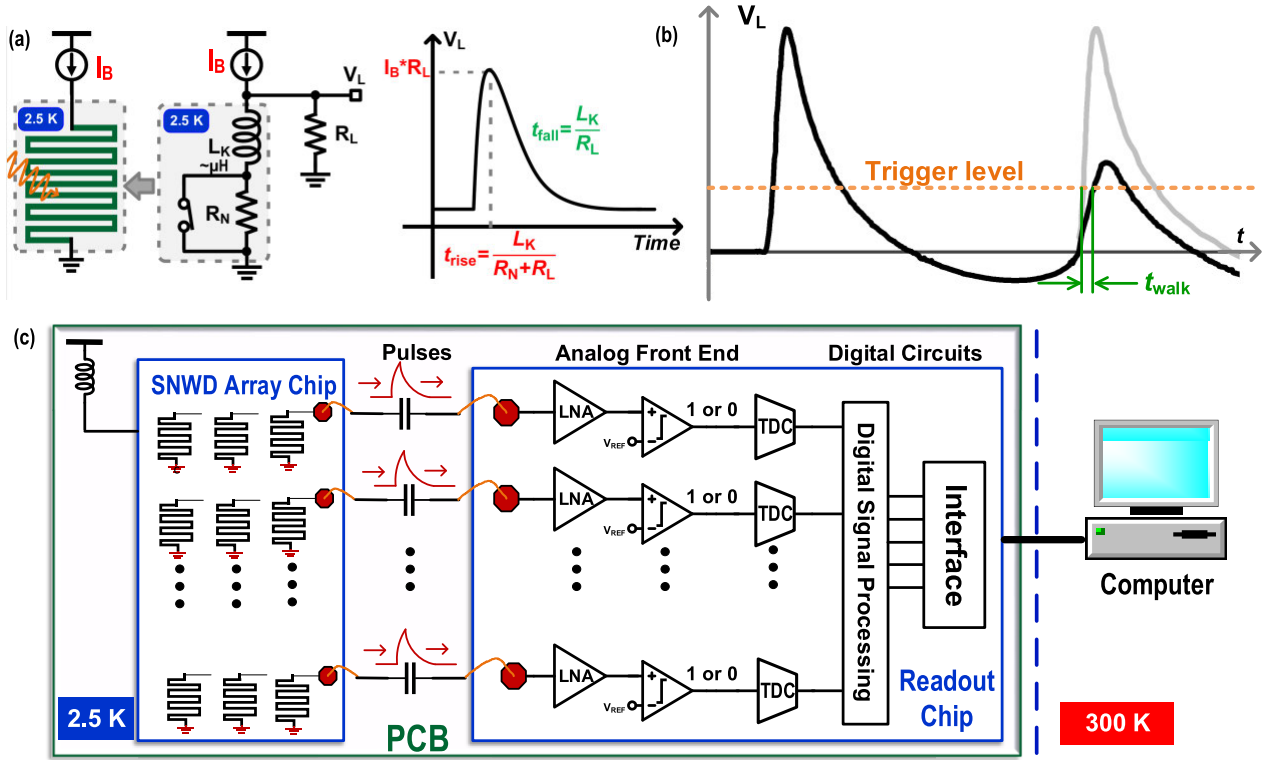 (a)
I_B
2.5 K
I_B
V_L
2.5 K
L_K
~µH
R_N
R_L
V_L
I_B*R_L
t_fall=L_K/R_L
Time
t_rise=L_K/(R_N+R_L)
(b)
V_L
Trigger level
t
t_walk
(c)
Pulses
Analog Front End
Digital Circuits
SNWD Array Chip
LNA
V_REF
1 or 0
TDC
LNA
V_REF
1 or 0
TDC
LNA
V_REF
1 or 0
TDC
Digital Signal Processing
Interface
Readout
Chip
2.5 K
PCB
Computer
300 K